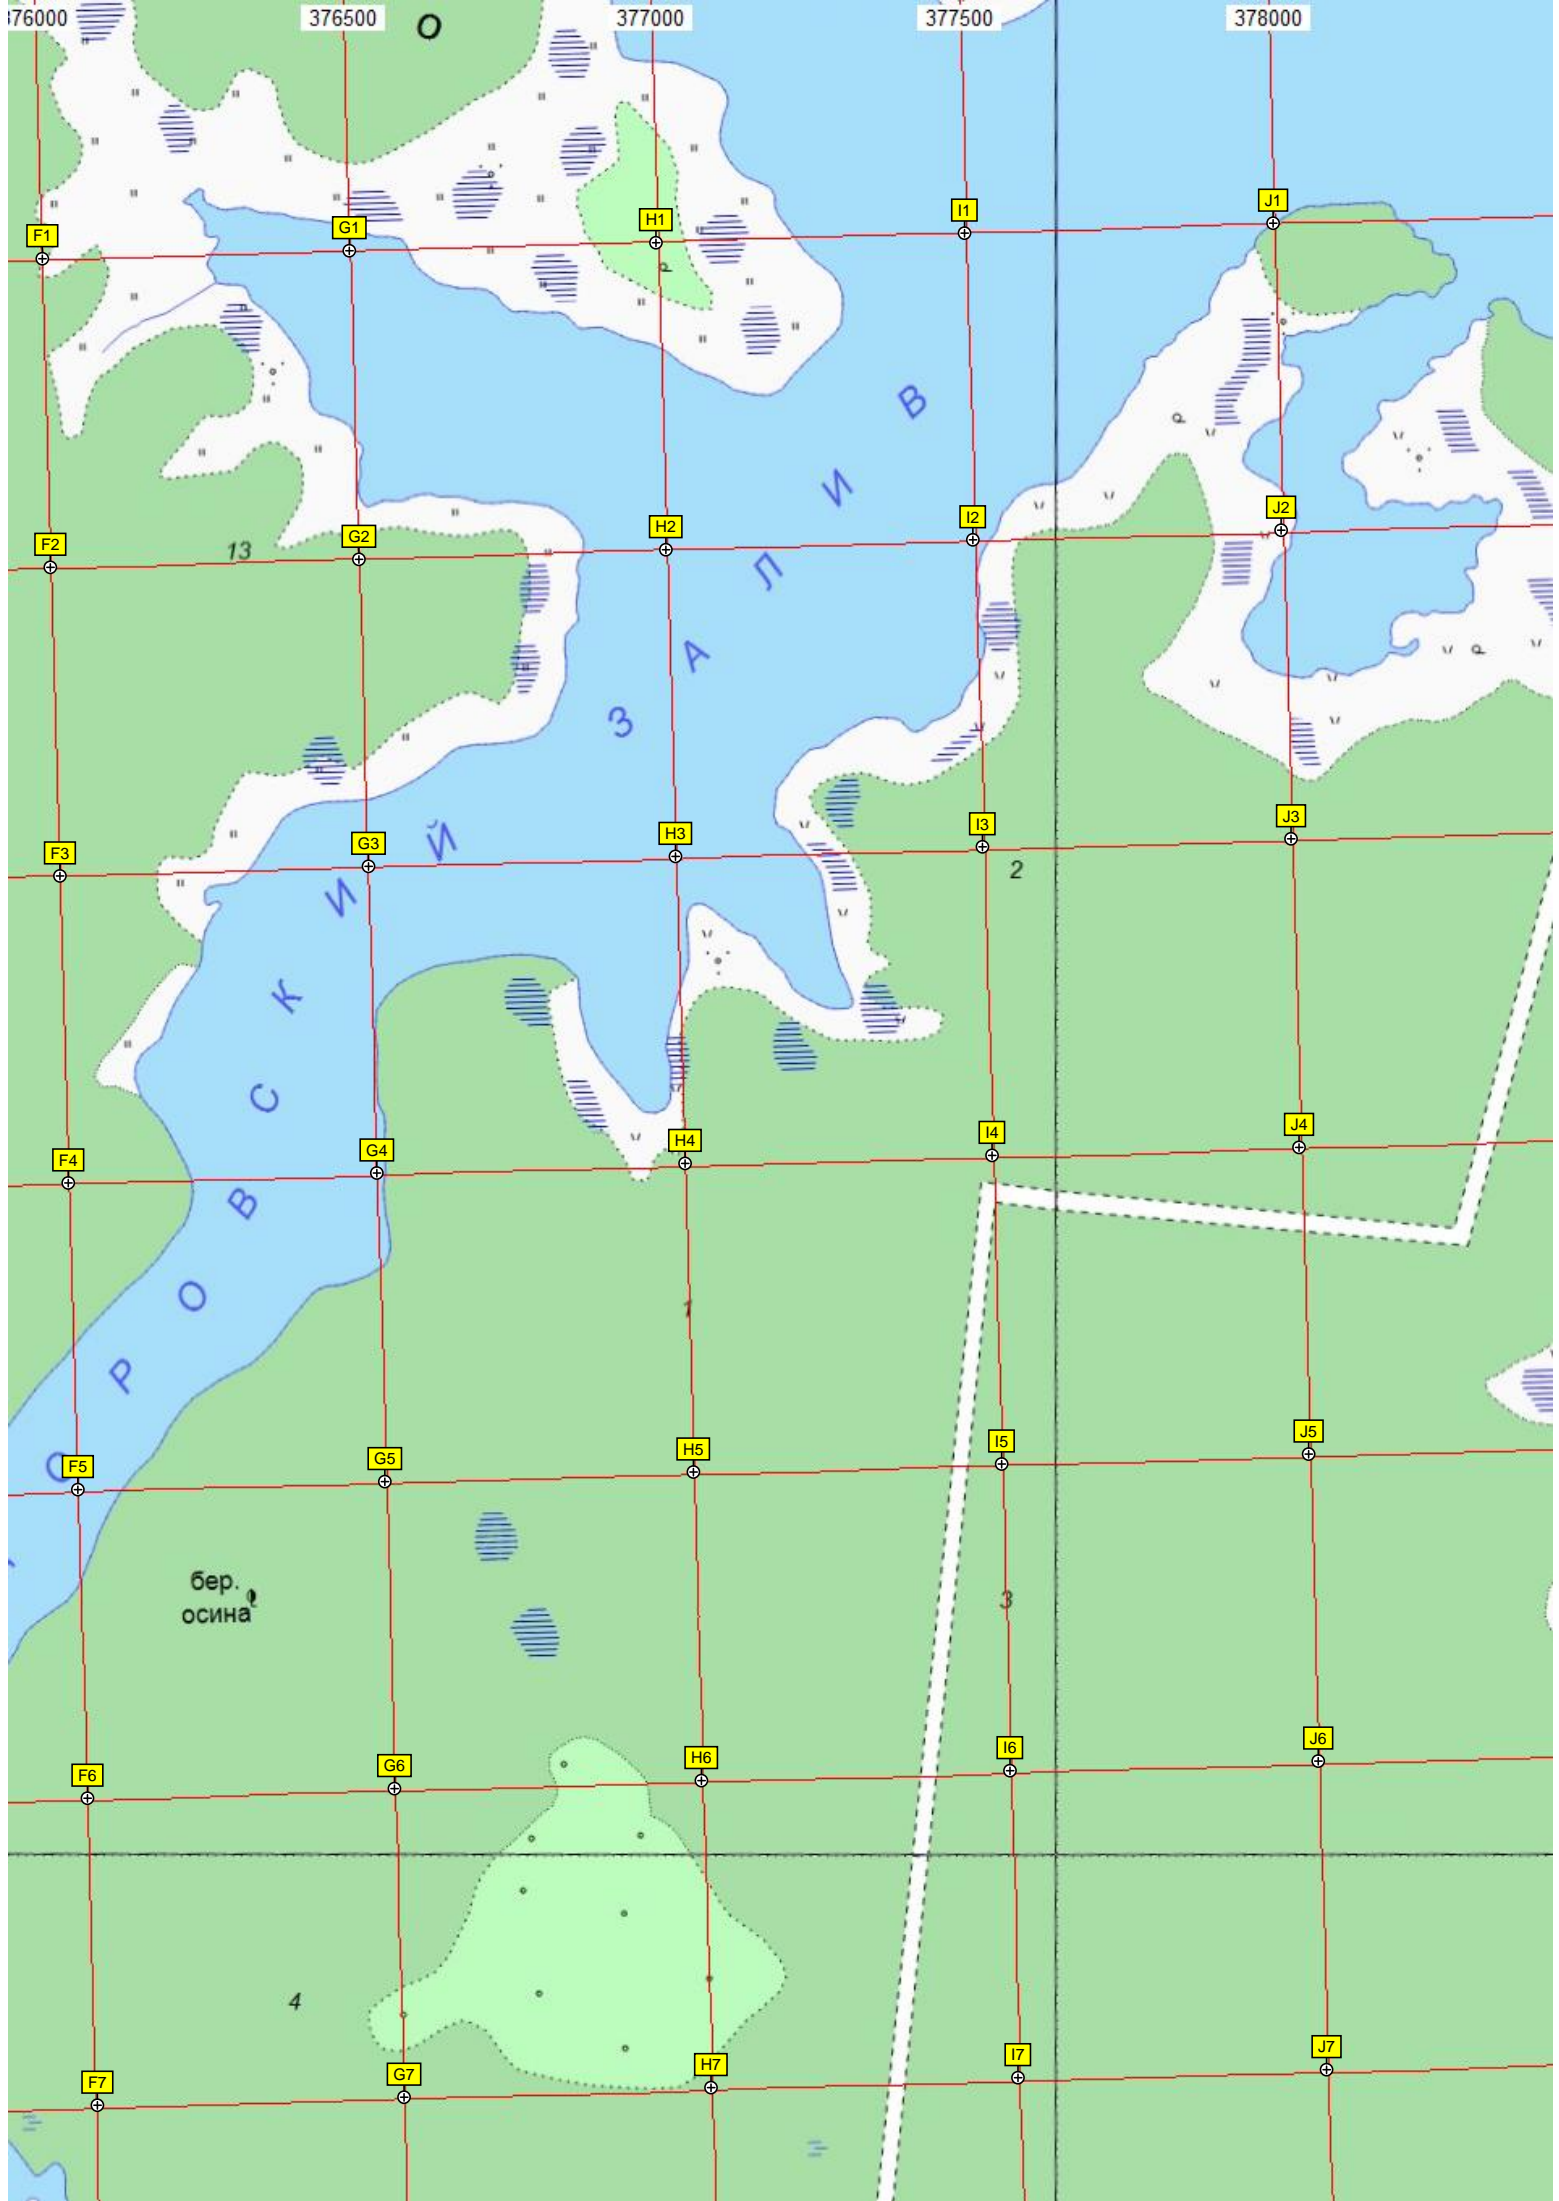 376000 376500 377000 377500 378000
О
F1 G1 H1 I1 J1
F2 G2 H2 I2 J2
13
F3 G3 H3 I3 J3
2
F4 G4 H4 I4 J4
О Р О В С К И Й З А Л И В
1
F5 G5 H5 I5 J5
бер.
осина
3
F6 G6 H6 I6 J6
4
F7 G7 H7 I7 J7